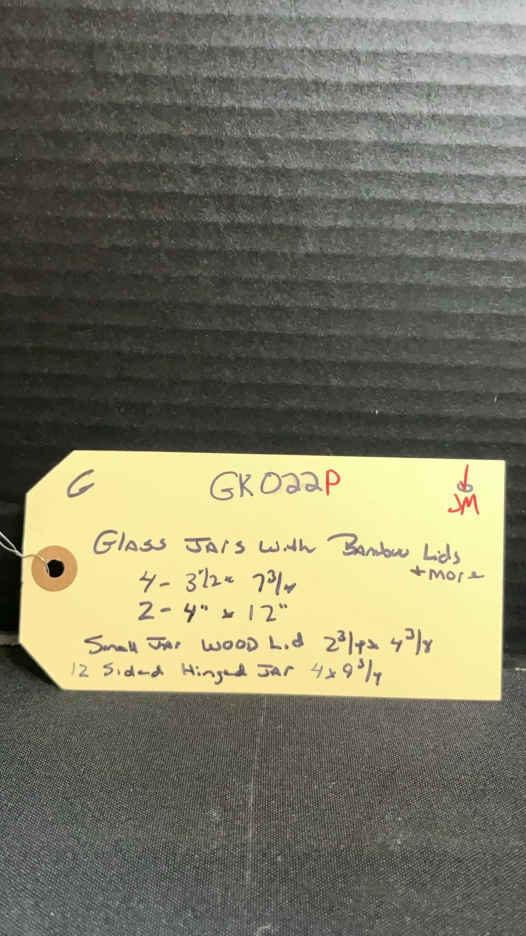 G GK022P JM
Glass Jars with Bamboo Lids
+ more
4 - 3 1/2 x 7 3/4
2 - 4" x 12"
Small Jar WOOD Lid 2 3/4 x 4 3/8
12 Sided Hinged Jar 4 x 9 3/4